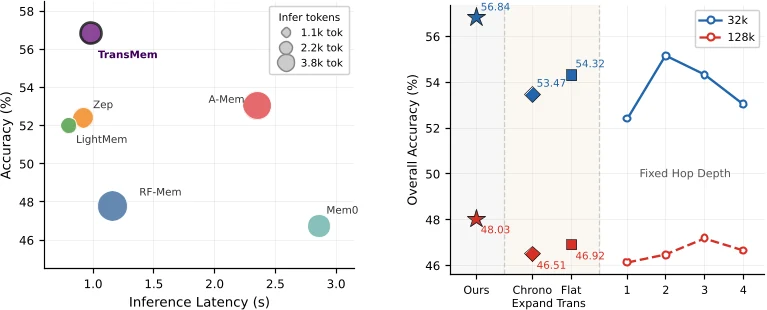 58
56
54
52
50
48
46
Accuracy (%)
Infer tokens
1.1k tok
2.2k tok
3.8k tok
TransMem
Zep
LightMem
A-Mem
RF-Mem
Mem0
1.0
1.5
2.0
2.5
3.0
Inference Latency (s)
56
54
52
50
48
46
Overall Accuracy (%)
56.84
53.47
54.32
48.03
46.51
46.92
32k
128k
Fixed Hop Depth
Ours
Chrono
Expand
Flat
Trans
1
2
3
4